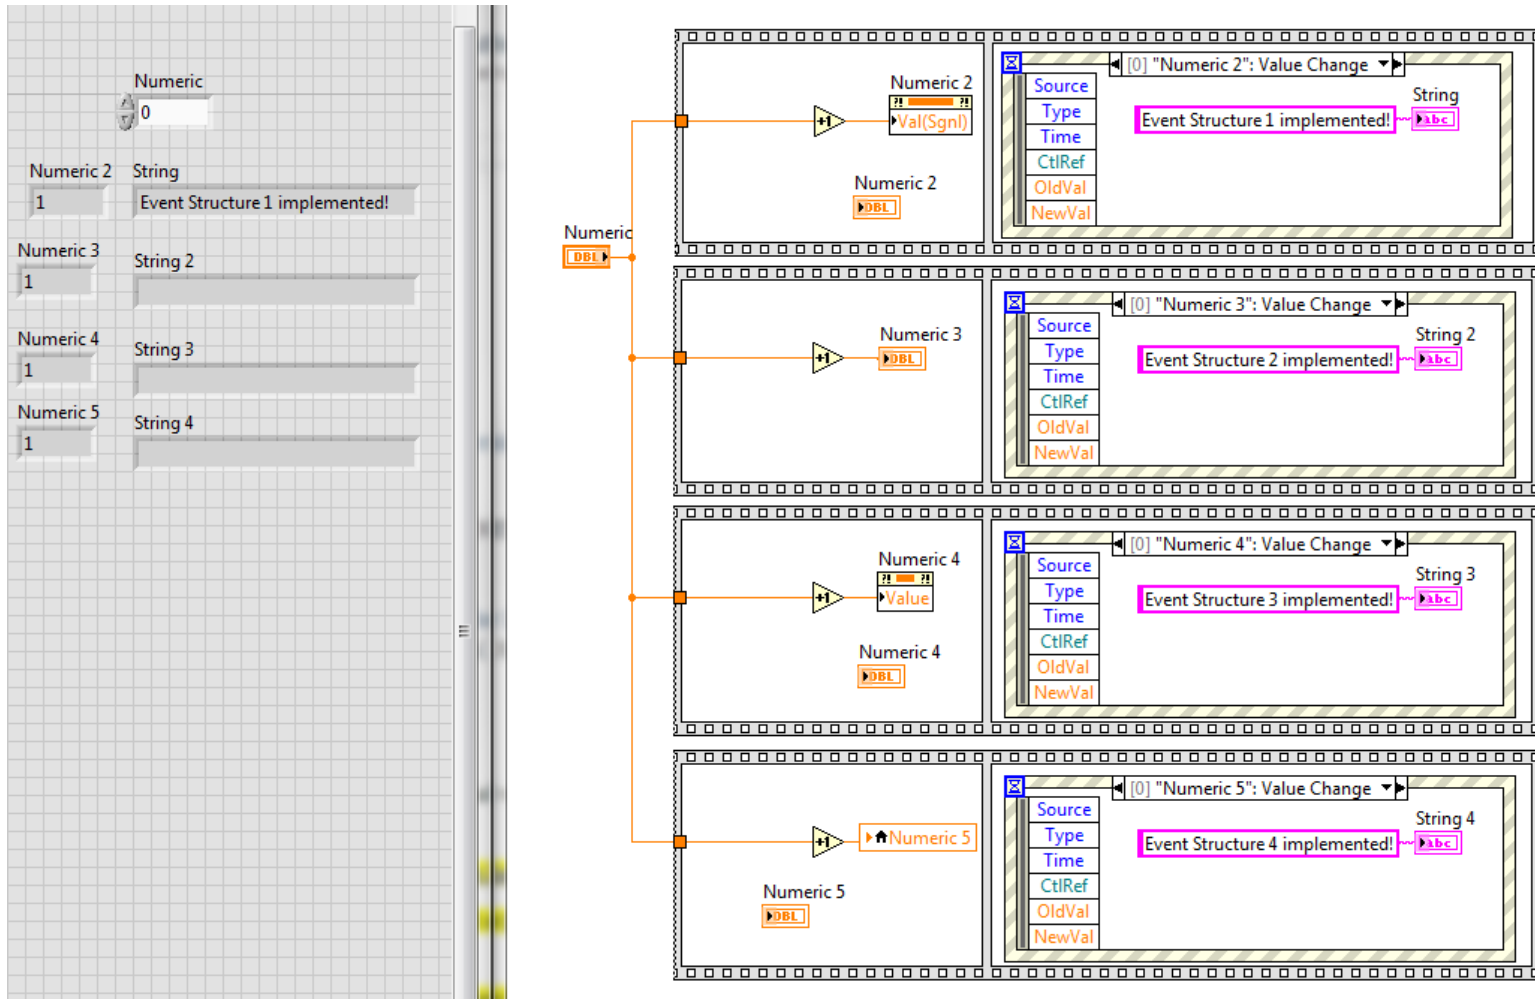 Numeric
0
Numeric 2
String
1
Event Structure 1 implemented!
Numeric 3
String 2
1
Numeric 4
String 3
1
Numeric 5
String 4
1
Numeric
DBL
Numeric 2
?! ?!
Val(Sgnl)
+1
Numeric 2
DBL
[0] "Numeric 2": Value Change
Source
Type
Time
CtlRef
OldVal
NewVal
Event Structure 1 implemented!
String
abc
Numeric 3
+1
DBL
[0] "Numeric 3": Value Change
Source
Type
Time
CtlRef
OldVal
NewVal
Event Structure 2 implemented!
String 2
abc
Numeric 4
?! ?!
+1
Value
Numeric 4
DBL
[0] "Numeric 4": Value Change
Source
Type
Time
CtlRef
OldVal
NewVal
Event Structure 3 implemented!
String 3
abc
+1
Numeric 5
Numeric 5
DBL
[0] "Numeric 5": Value Change
Source
Type
Time
CtlRef
OldVal
NewVal
Event Structure 4 implemented!
String 4
abc